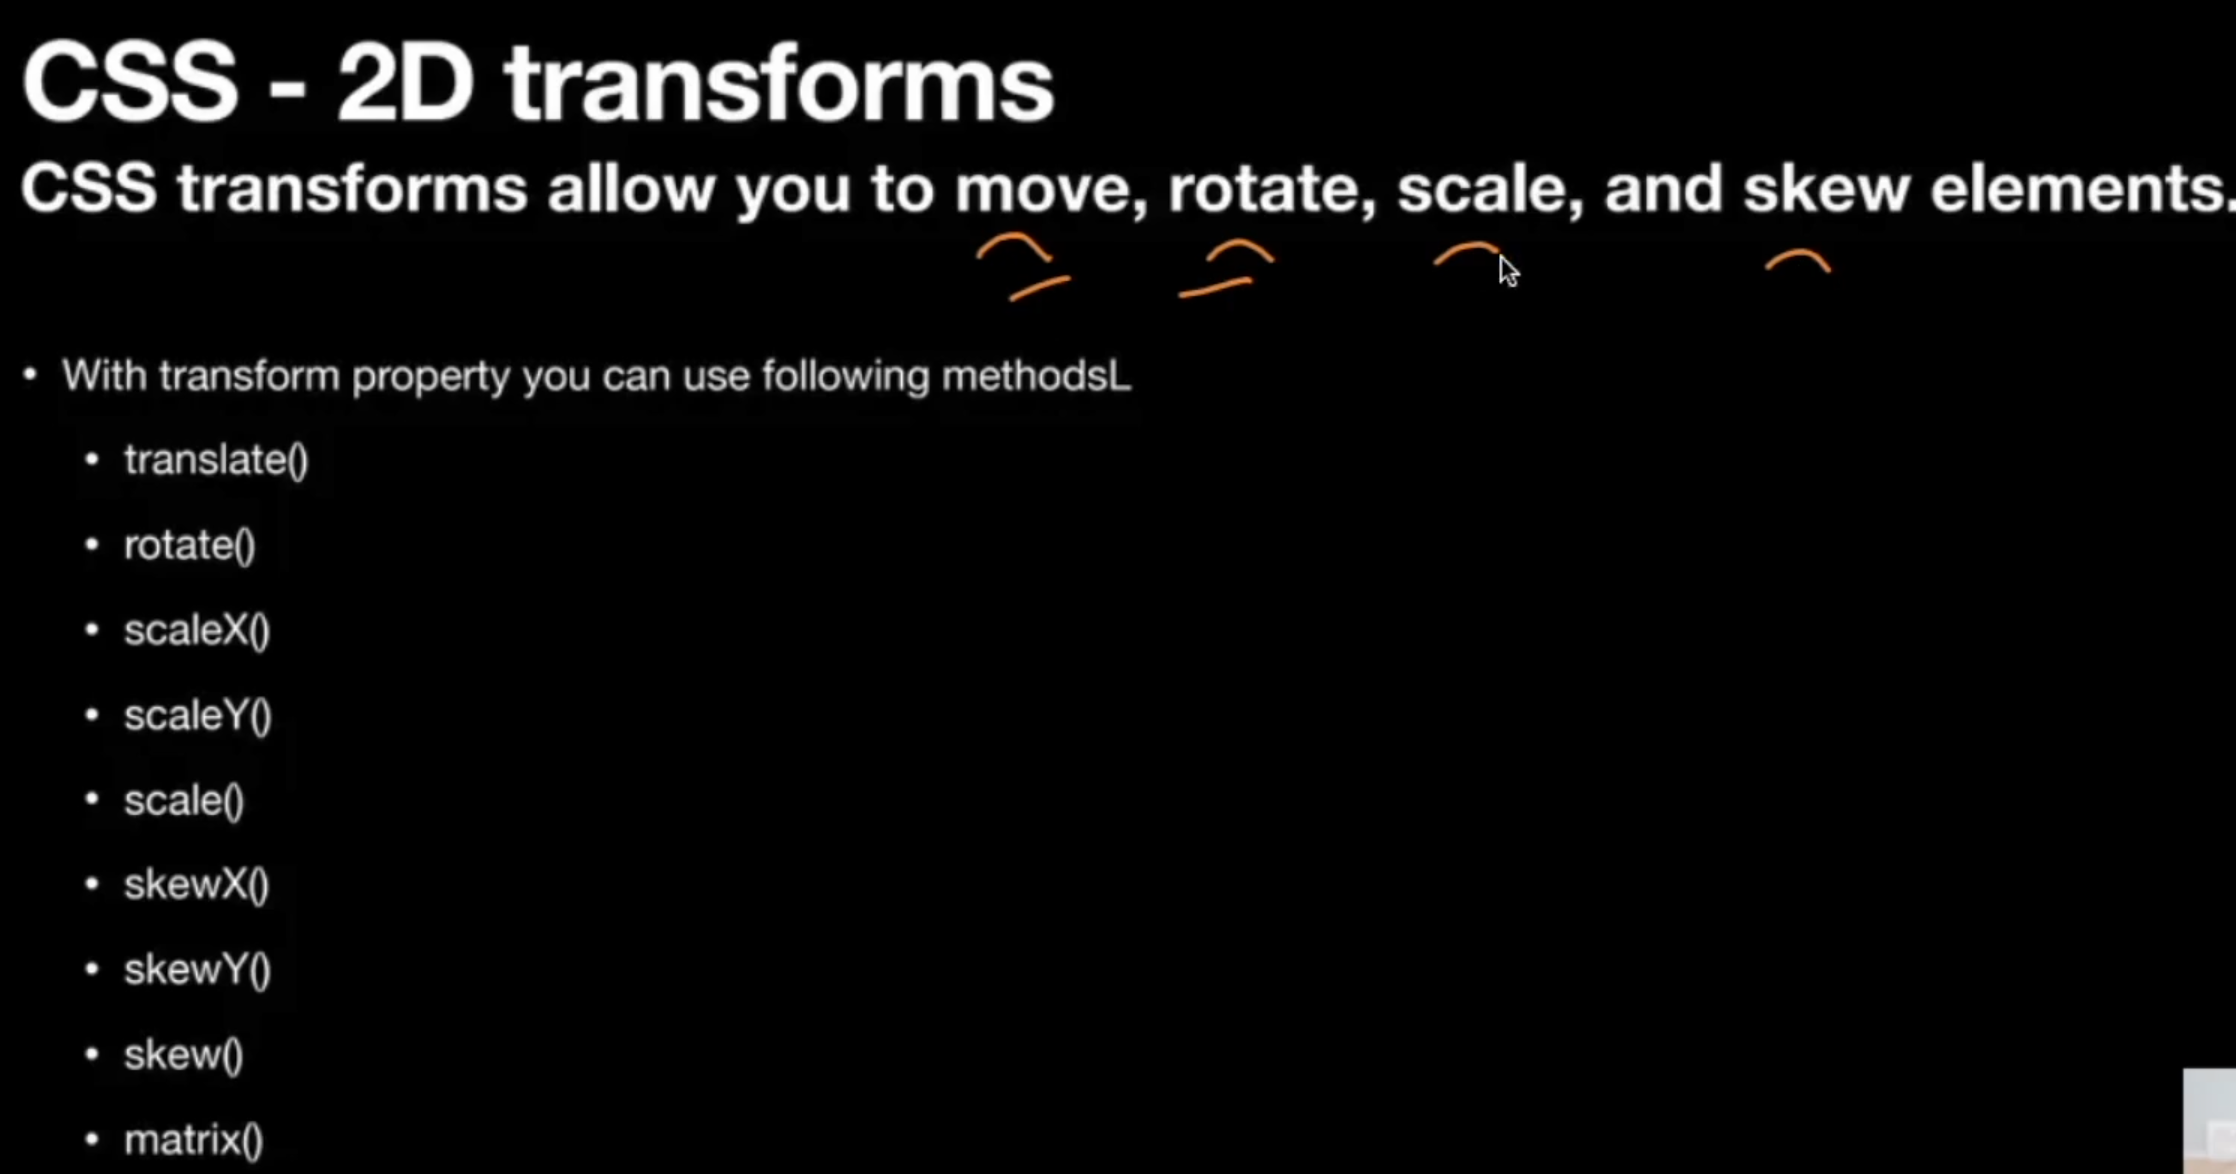 CSS - 2D transforms
CSS transforms allow you to move, rotate, scale, and skew elements.
• With transform property you can use following methodsL
• translate()
• rotate()
• scaleX()
• scaleY()
• scale()
• skewX()
• skewY()
• skew()
• matrix()